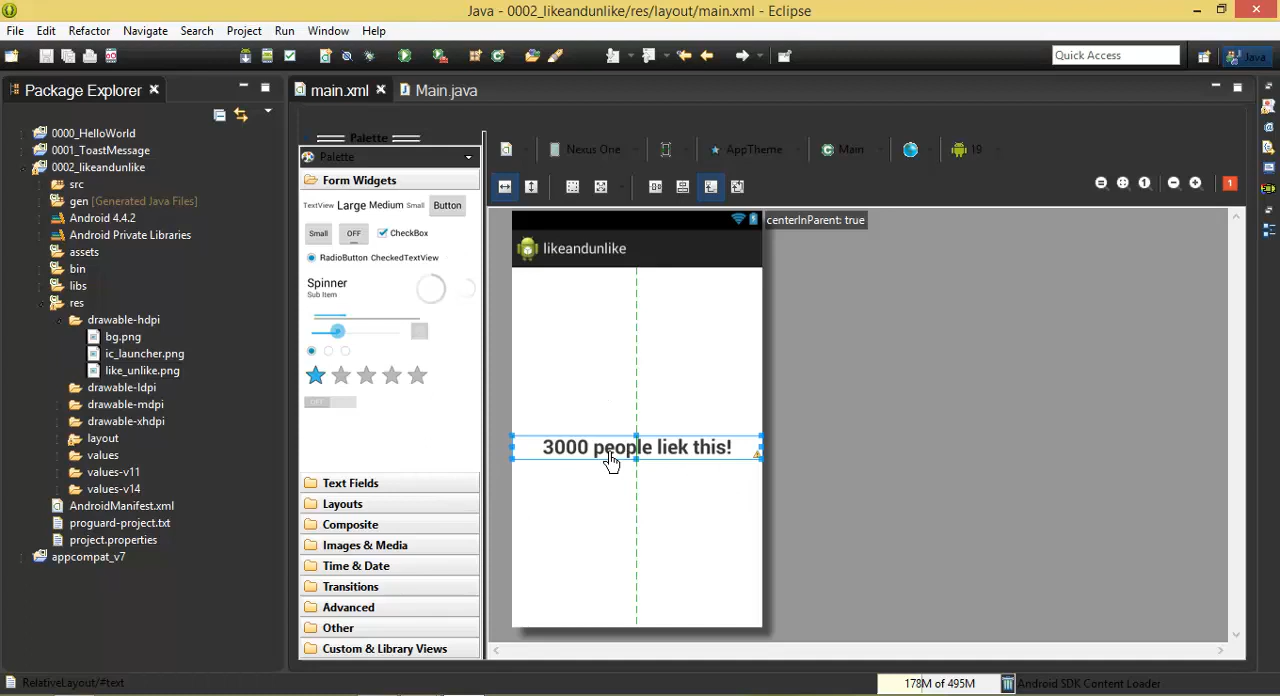 Java - 0002_likeandunlike/res/layout/main.xml - Eclipse
File Edit Refactor Navigate Search Project Run Window Help
Quick Access
Java
Package Explorer
main.xml
Main.java
0000_HelloWorld
0001_ToastMessage
0002_likeandunlike
src
gen [Generated Java Files]
Android 4.4.2
Android Private Libraries
assets
bin
libs
res
drawable-hdpi
bg.png
ic_launcher.png
like_unlike.png
drawable-ldpi
drawable-mdpi
drawable-xhdpi
layout
values
values-v11
values-v14
AndroidManifest.xml
proguard-project.txt
project.properties
appcompat_v7
Palette
Palette
Form Widgets
TextView Large Medium Small Button
Small OFF CheckBox
RadioButton CheckedTextView
Spinner
Sub Item
OFF
Text Fields
Layouts
Composite
Images & Media
Time & Date
Transitions
Advanced
Other
Custom & Library Views
Nexus One AppTheme Main 19
1
1
centerInParent: true
likeandunlike
3000 people liek this!
RelativeLayout/#text
178M of 495M
Android SDK Content Loader